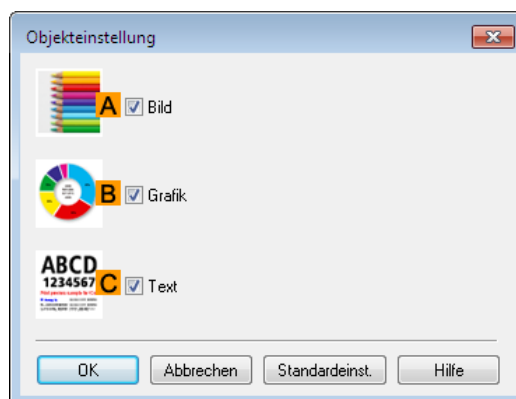 Objekteinstellung
A Bild
B Grafik
ABCD
1234567
C Text
OK Abbrechen Standardeinst. Hilfe